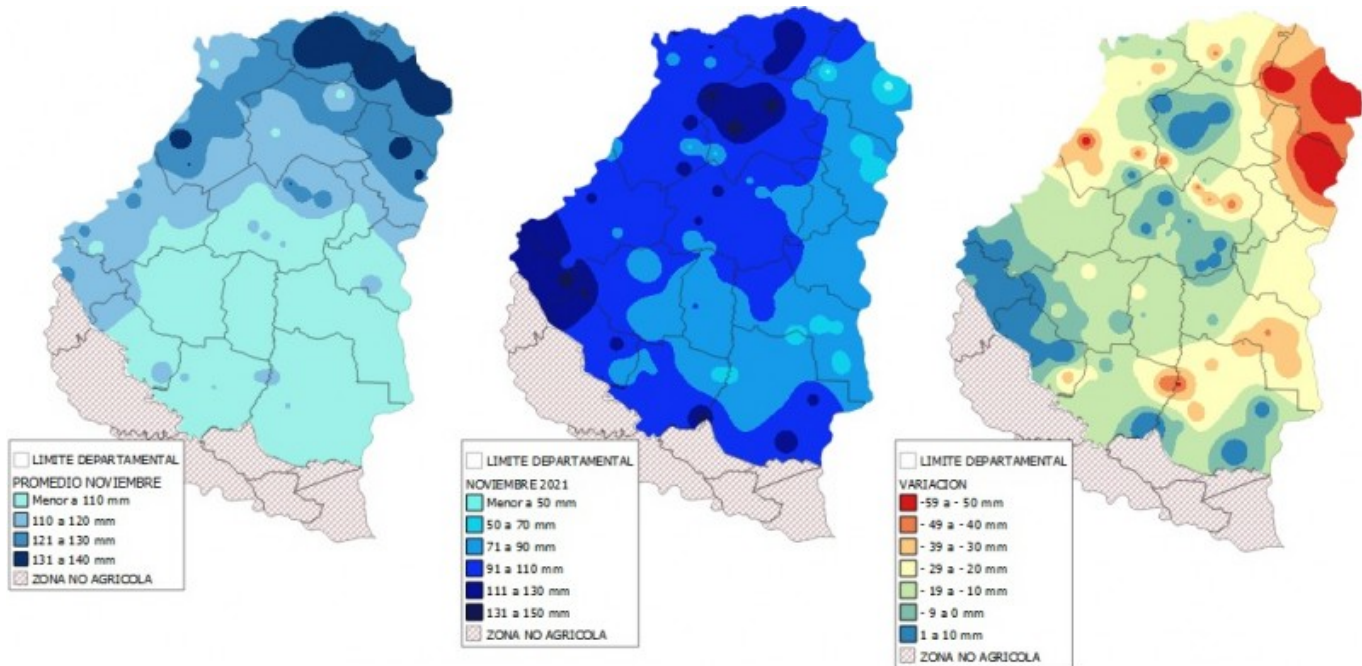 LIMITE DEPARTAMENTAL
PROMEDIO NOVIEMBRE
Menor a 110 mm
110 a 120 mm
121 a 130 mm
131 a 140 mm
ZONA NO AGRICOLA
LIMITE DEPARTAMENTAL
NOVIEMBRE 2021
Menor a 50 mm
50 a 70 mm
71 a 90 mm
91 a 110 mm
111 a 130 mm
131 a 150 mm
ZONA NO AGRICOLA
LIMITE DEPARTAMENTAL
VARIACION
-59 a - 50 mm
- 49 a - 40 mm
- 39 a - 30 mm
- 29 a - 20 mm
- 19 a - 10 mm
- 9 a 0 mm
1 a 10 mm
ZONA NO AGRICOLA